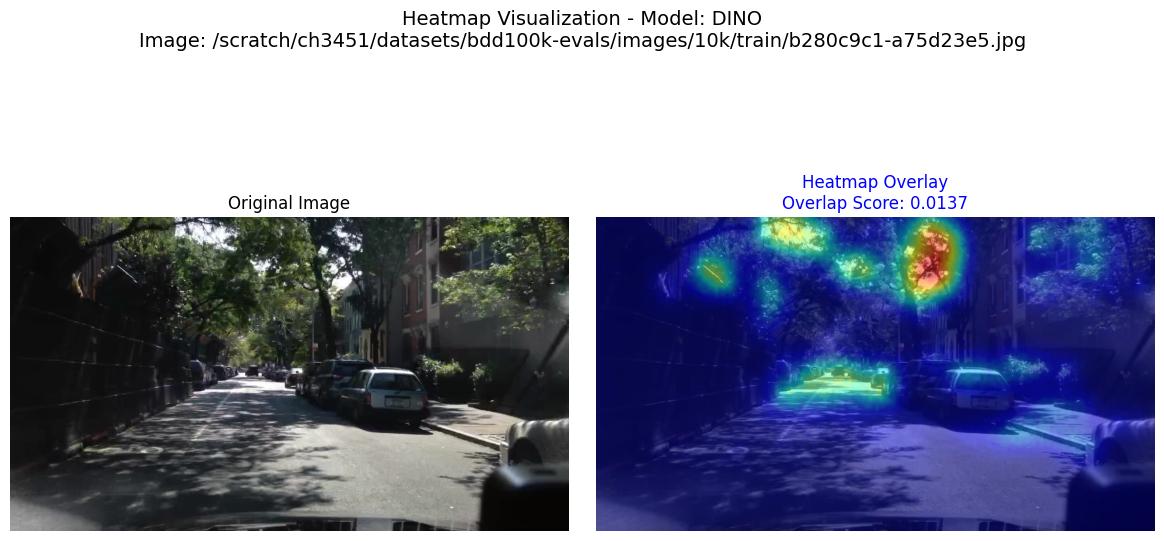 Heatmap Visualization - Model: DINO
Image: /scratch/ch3451/datasets/bdd100k-evals/images/10k/train/b280c9c1-a75d23e5.jpg
Original Image
Heatmap Overlay
Overlap Score: 0.0137